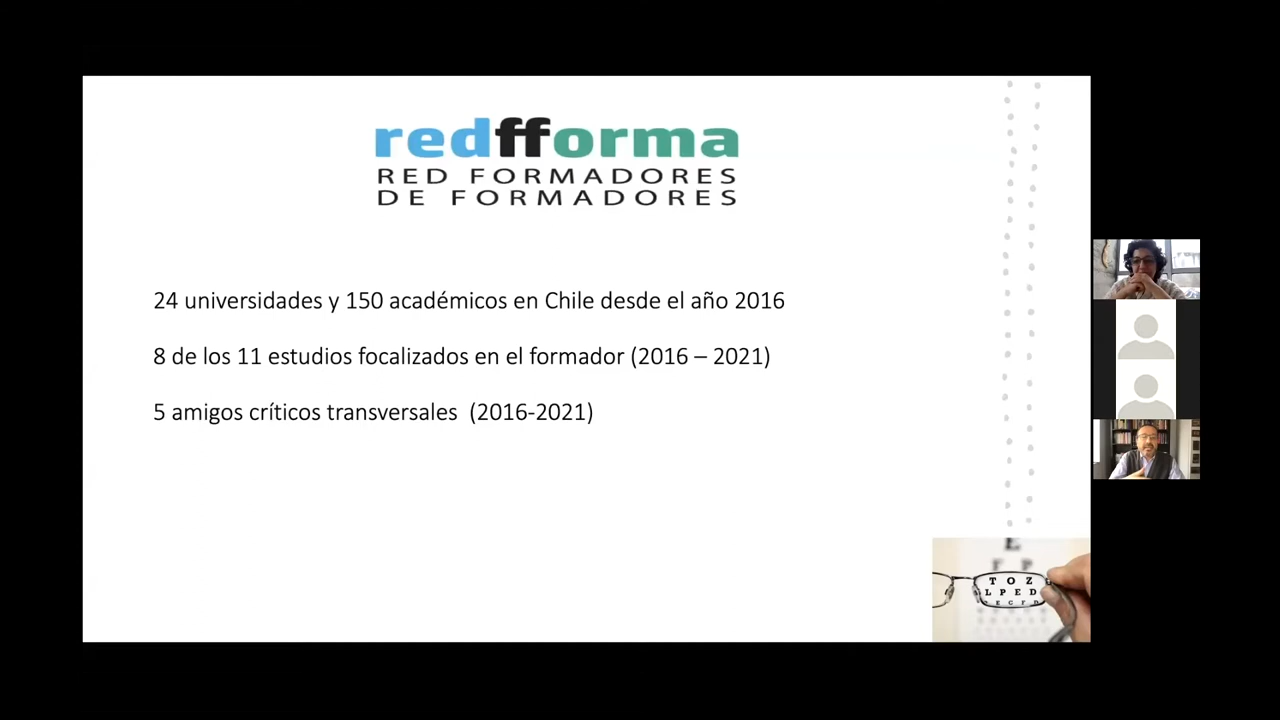 redfforma
RED FORMADORES
DE FORMADORES
24 universidades y 150 académicos en Chile desde el año 2016
8 de los 11 estudios focalizados en el formador (2016 – 2021)
5 amigos críticos transversales (2016-2021)
E
F P
T O Z
L P E D
E C F D